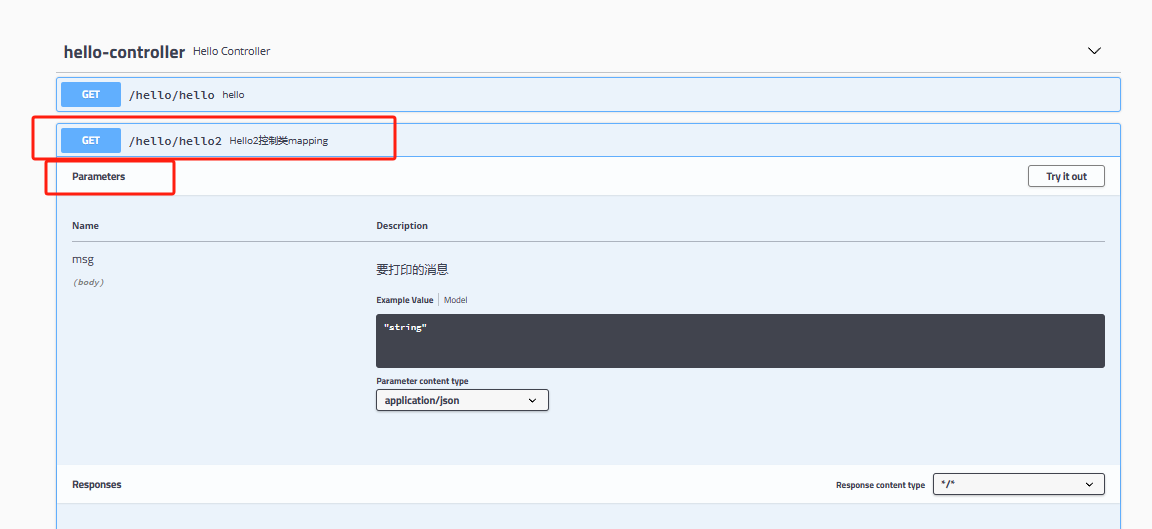 hello-controller Hello Controller
GET /hello/hello hello
GET /hello/hello2 Hello2控制类mapping
Parameters Try it out
Name Description
msg 要打印的消息
(body)
Example Value Model
"string"
Parameter content type
application/json
Responses Response content type */*